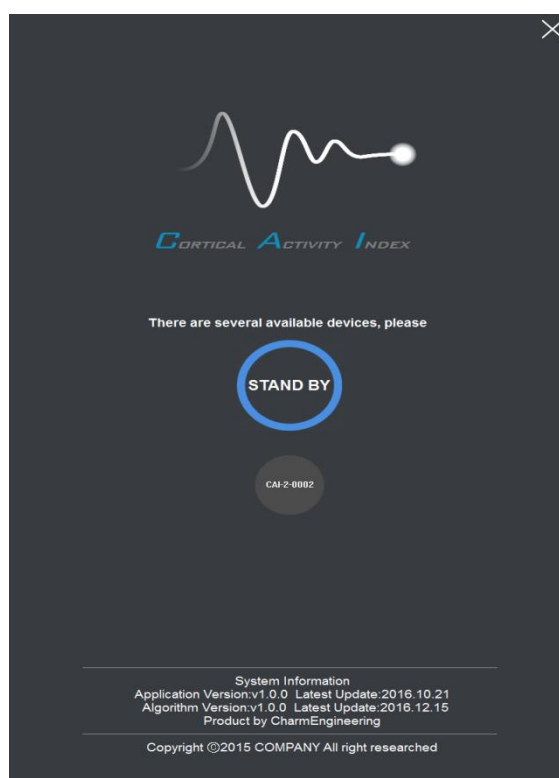 CORTICAL ACTIVITY INDEX
There are several available devices, please
STAND BY
CAI-2-0002
System Information
Application Version:v1.0.0 Latest Update:2016.10.21
Algorithm Version:v1.0.0 Latest Update:2016.12.15
Product by CharmEngineering
Copyright ©2015 COMPANY All right researched